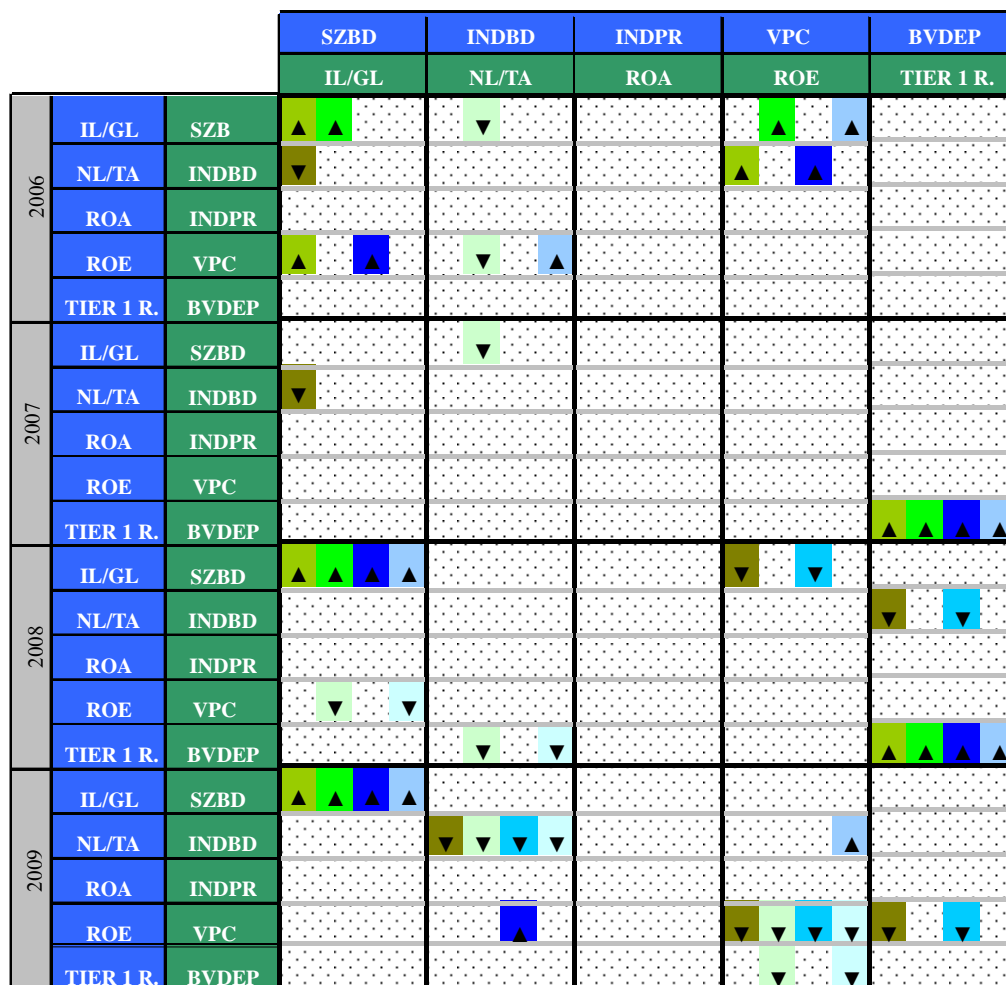 SZBD INDBD INDPR VPC BVDEP
IL/GL NL/TA ROA ROE TIER 1 R.
2006
IL/GL SZB ▲ ▲ ▼ ▲ ▲
NL/TA INDBD ▼ ▲ ▲
ROA INDPR
ROE VPC ▲ ▲ ▼ ▲
TIER 1 R. BVDEP
2007
IL/GL SZBD ▼
NL/TA INDBD ▼
ROA INDPR
ROE VPC
TIER 1 R. BVDEP ▲ ▲ ▲ ▲
2008
IL/GL SZBD ▲ ▲ ▲ ▲ ▼ ▼
NL/TA INDBD ▼ ▼
ROA INDPR
ROE VPC ▼ ▼
TIER 1 R. BVDEP ▼ ▼ ▲ ▲ ▲ ▲
2009
IL/GL SZBD ▲ ▲ ▲ ▲
NL/TA INDBD ▼ ▼ ▼ ▼ ▲
ROA INDPR
ROE VPC ▲ ▼ ▼ ▼ ▼ ▼ ▼
TIER 1 R. BVDEP ▼ ▼